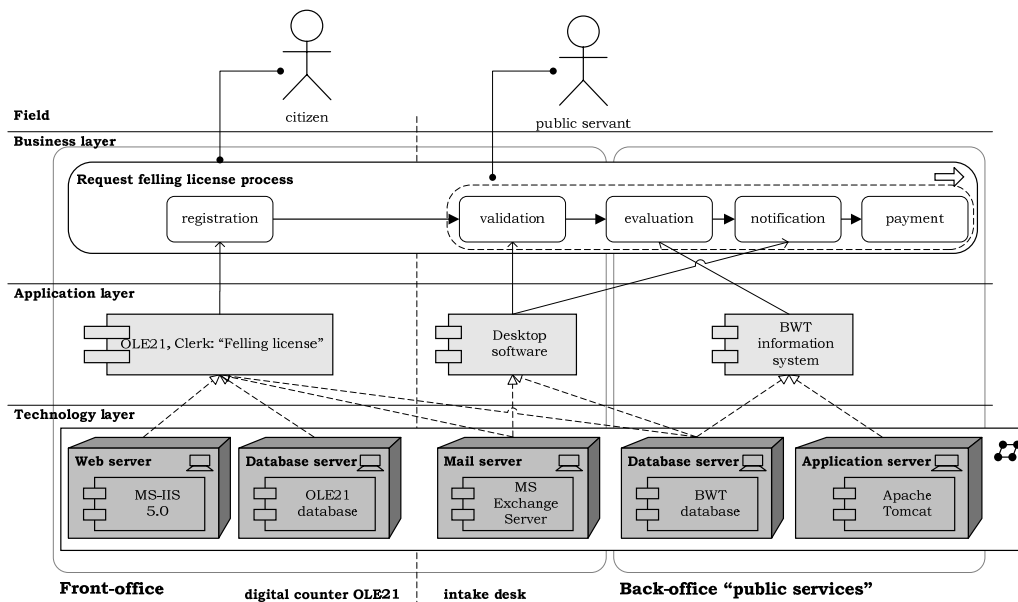 citizen
public servant
Field
Business layer
Request felling license process
registration
validation
evaluation
notification
payment
Application layer
OLE21, Clerk: “Felling license”
Desktop
software
BWT
information
system
Technology layer
Web server
MS-IIS
5.0
Database server
OLE21
database
Mail server
MS
Exchange
Server
Database server
BWT
database
Application server
Apache
Tomcat
Front-office
digital counter OLE21
intake desk
Back-office “public services”